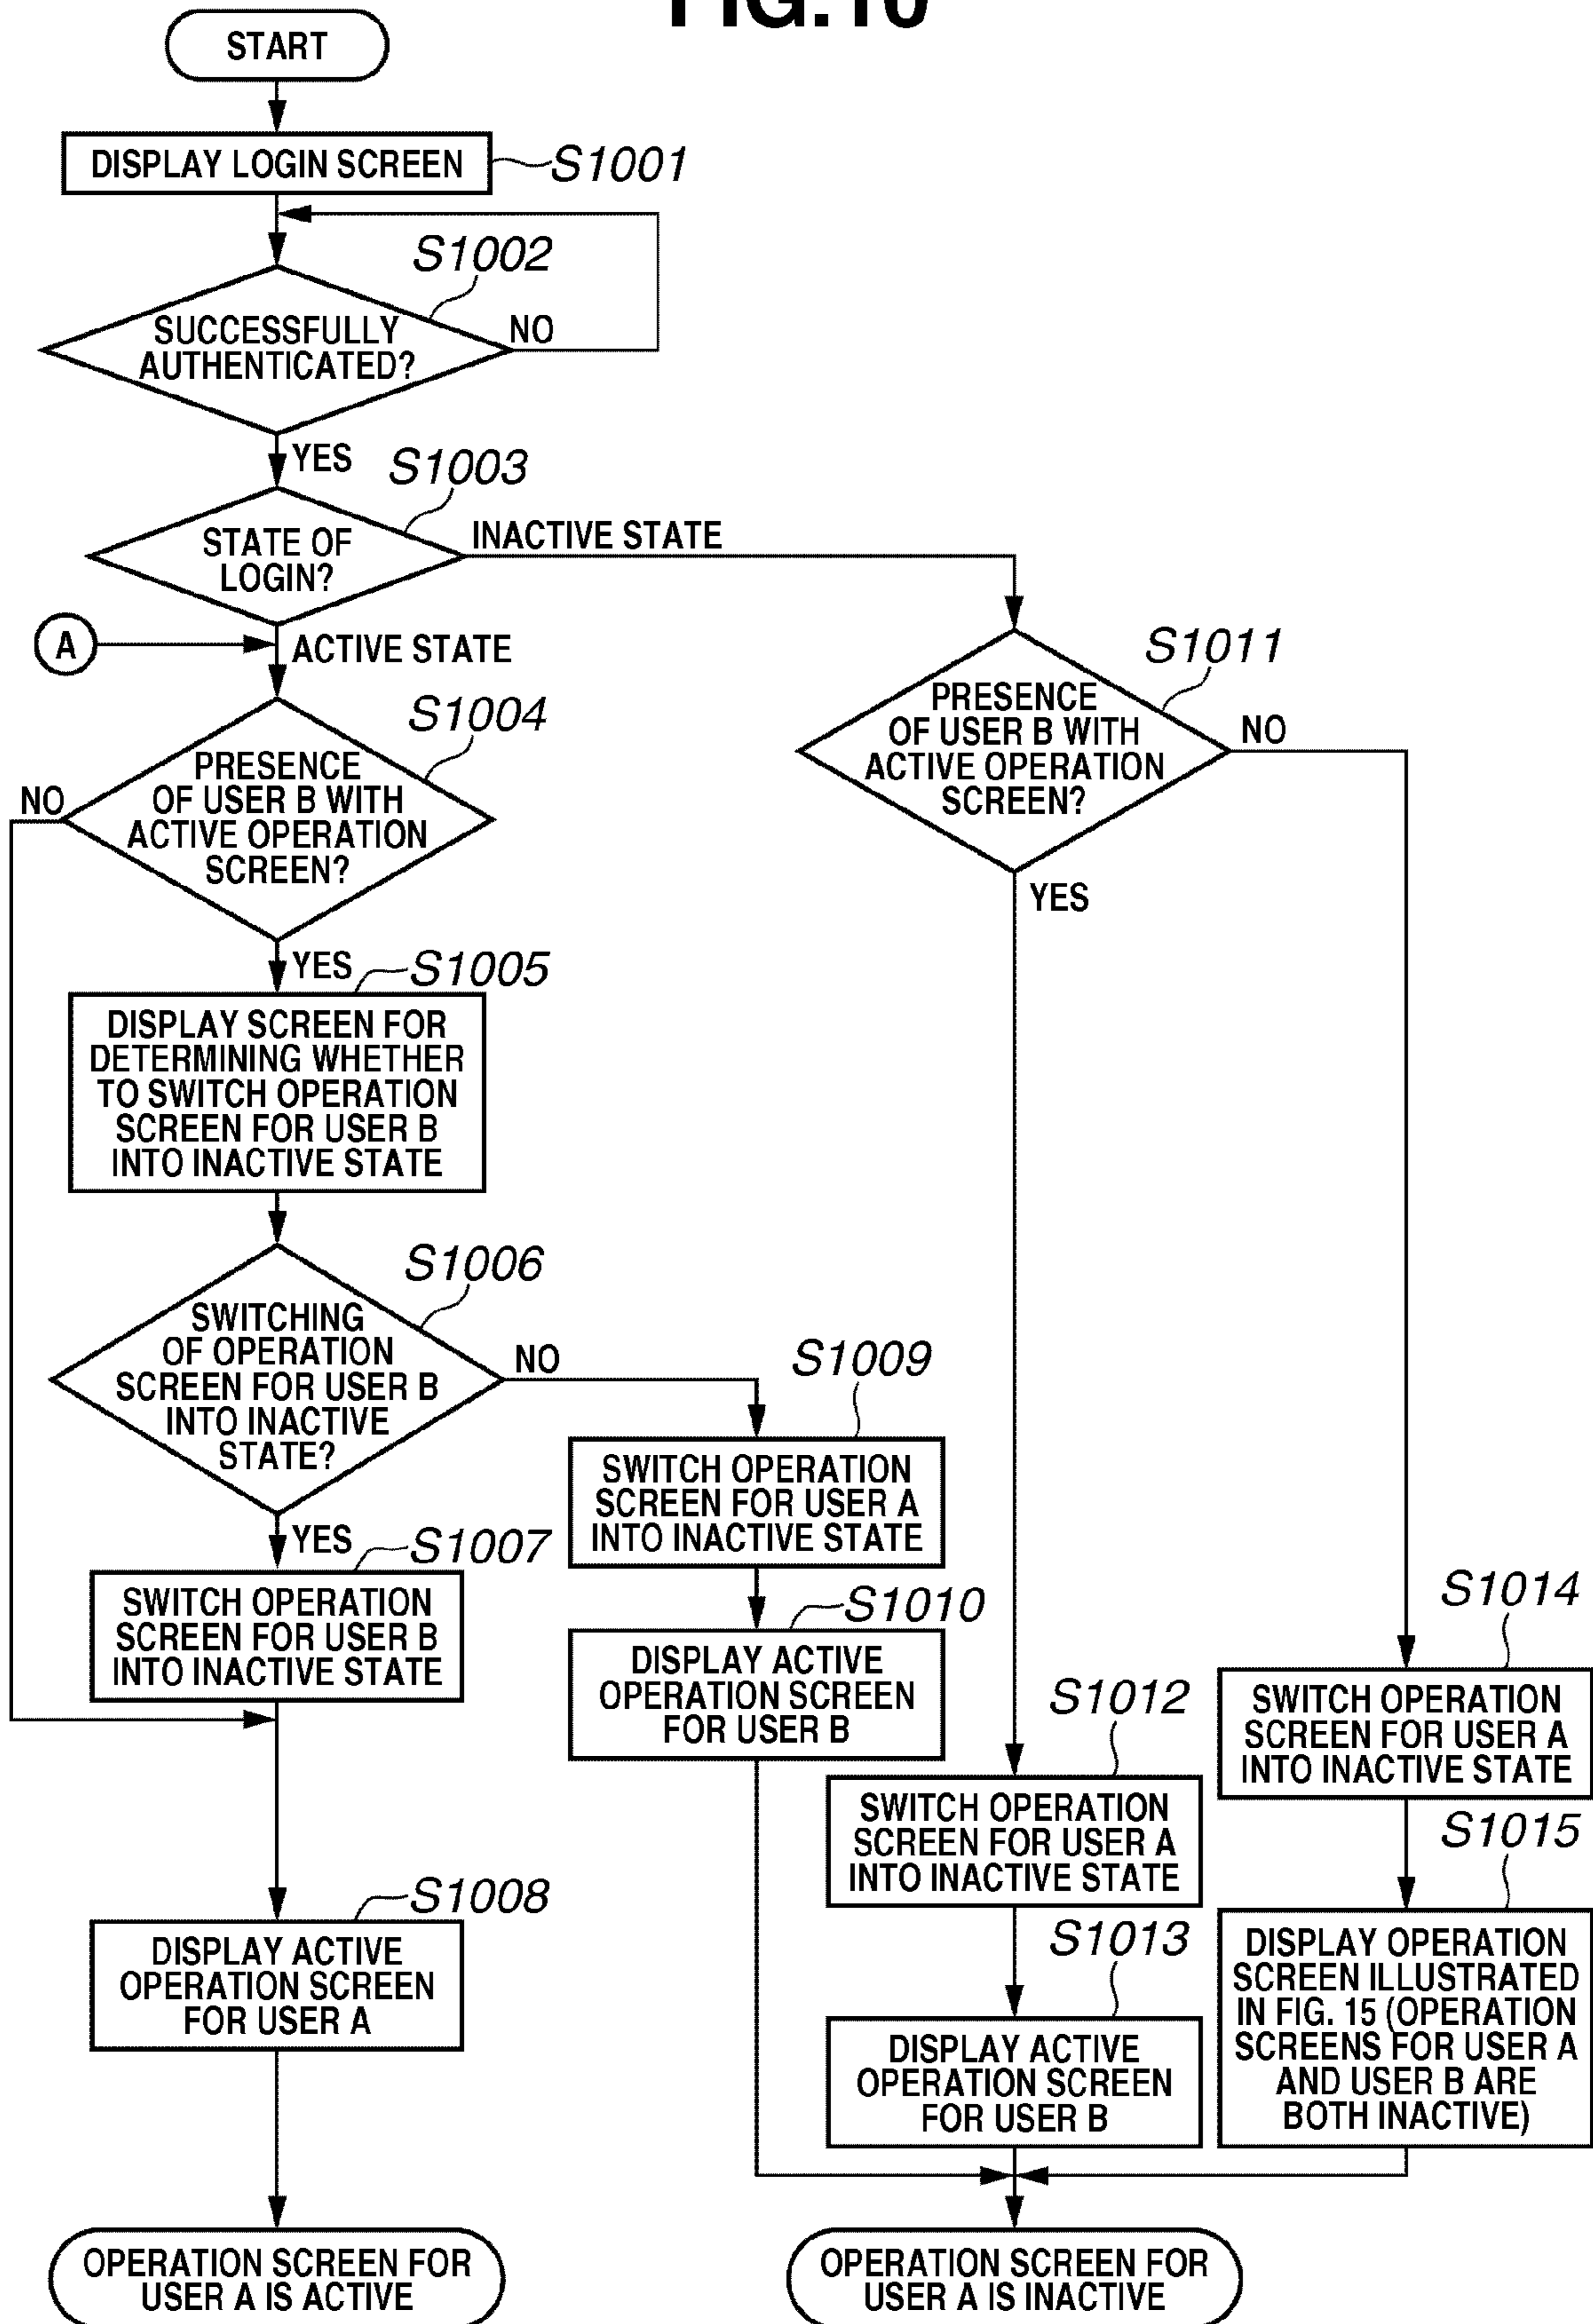 FIG.10
START
DISPLAY LOGIN SCREEN
S1001
S1002
SUCCESSFULLY
AUTHENTICATED?
NO
YES
S1003
STATE OF
LOGIN?
INACTIVE STATE
A
ACTIVE STATE
S1004
PRESENCE
OF USER B WITH
ACTIVE OPERATION
SCREEN?
NO
YES
S1011
PRESENCE
OF USER B WITH
ACTIVE OPERATION
SCREEN?
NO
YES
S1005
DISPLAY SCREEN FOR
DETERMINING WHETHER
TO SWITCH OPERATION
SCREEN FOR USER B
INTO INACTIVE STATE
S1006
SWITCHING
OF OPERATION
SCREEN FOR USER B
INTO INACTIVE
STATE?
NO
YES
S1007
SWITCH OPERATION
SCREEN FOR USER B
INTO INACTIVE STATE
S1009
SWITCH OPERATION
SCREEN FOR USER A
INTO INACTIVE STATE
S1010
DISPLAY ACTIVE
OPERATION SCREEN
FOR USER B
S1012
SWITCH OPERATION
SCREEN FOR USER A
INTO INACTIVE STATE
S1014
SWITCH OPERATION
SCREEN FOR USER A
INTO INACTIVE STATE
S1008
DISPLAY ACTIVE
OPERATION SCREEN
FOR USER A
S1013
DISPLAY ACTIVE
OPERATION SCREEN
FOR USER B
S1015
DISPLAY OPERATION
SCREEN ILLUSTRATED
IN FIG. 15 (OPERATION
SCREENS FOR USER A
AND USER B ARE
BOTH INACTIVE)
OPERATION SCREEN FOR
USER A IS ACTIVE
OPERATION SCREEN FOR
USER A IS INACTIVE